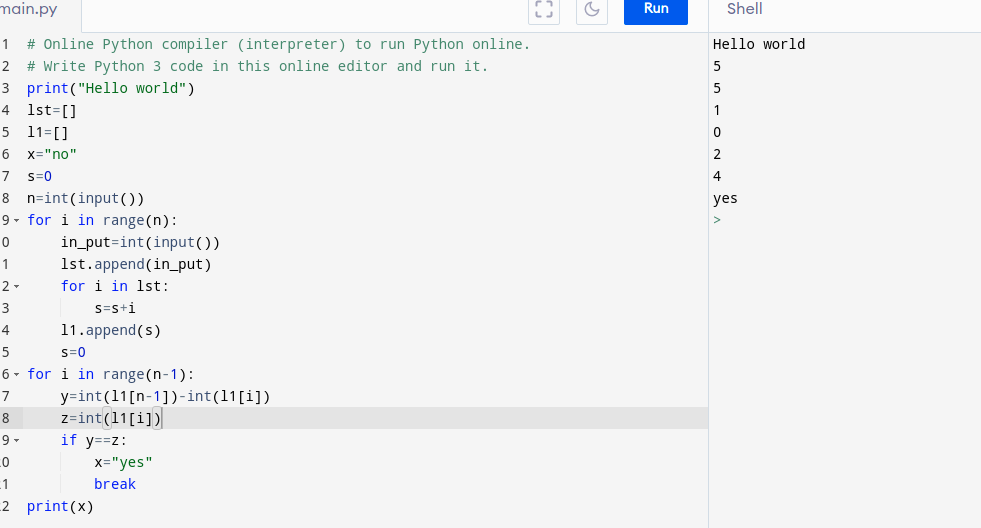 main.py
Run
Shell
1 # Online Python compiler (interpreter) to run Python online.
2 # Write Python 3 code in this online editor and run it.
3 print("Hello world")
4 lst=[]
5 l1=[]
6 x="no"
7 s=0
8 n=int(input())
9 for i in range(n):
0     in_put=int(input())
1     lst.append(in_put)
2     for i in lst:
3         s=s+i
4     l1.append(s)
5     s=0
6 for i in range(n-1):
7     y=int(l1[n-1])-int(l1[i])
8     z=int(l1[i])
9     if y==z:
0         x="yes"
1         break
2 print(x)
Hello world
5
5
1
0
2
4
yes
>